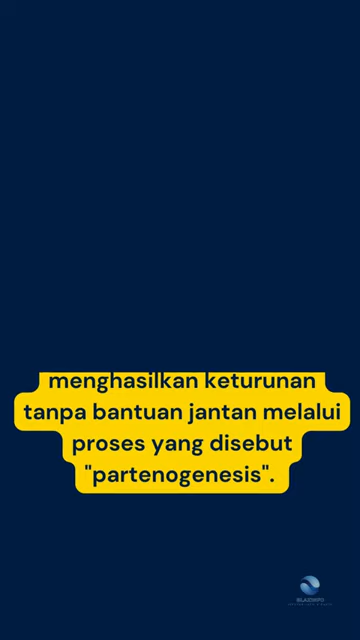 menghasilkan keturunan
tanpa bantuan jantan melalui
proses yang disebut
"partenogenesis".